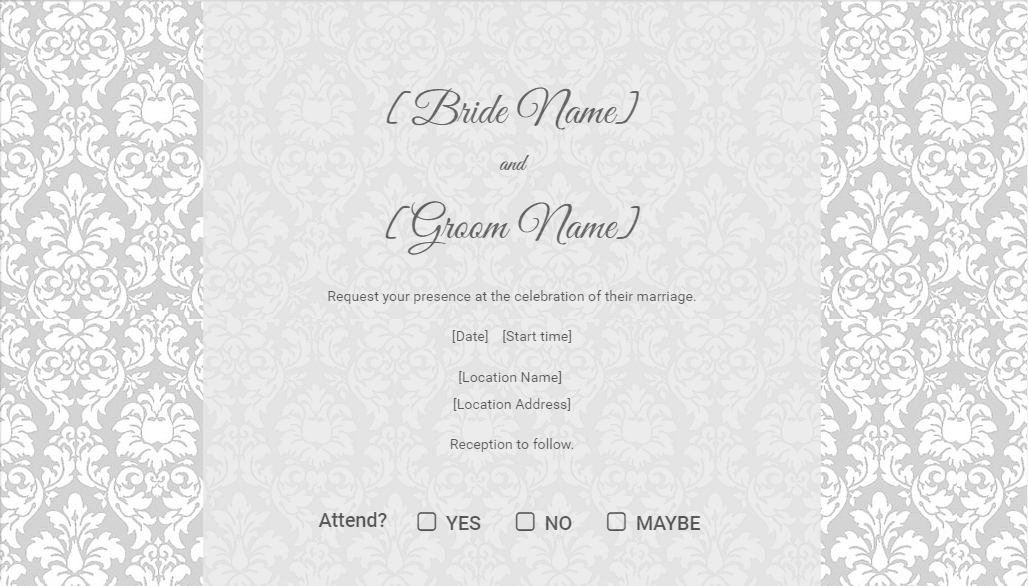 [Bride Name]
and
[Groom Name]
Request your presence at the celebration of their marriage.
[Date] [Start time]
[Location Name]
[Location Address]
Reception to follow.
Attend? YES NO MAYBE